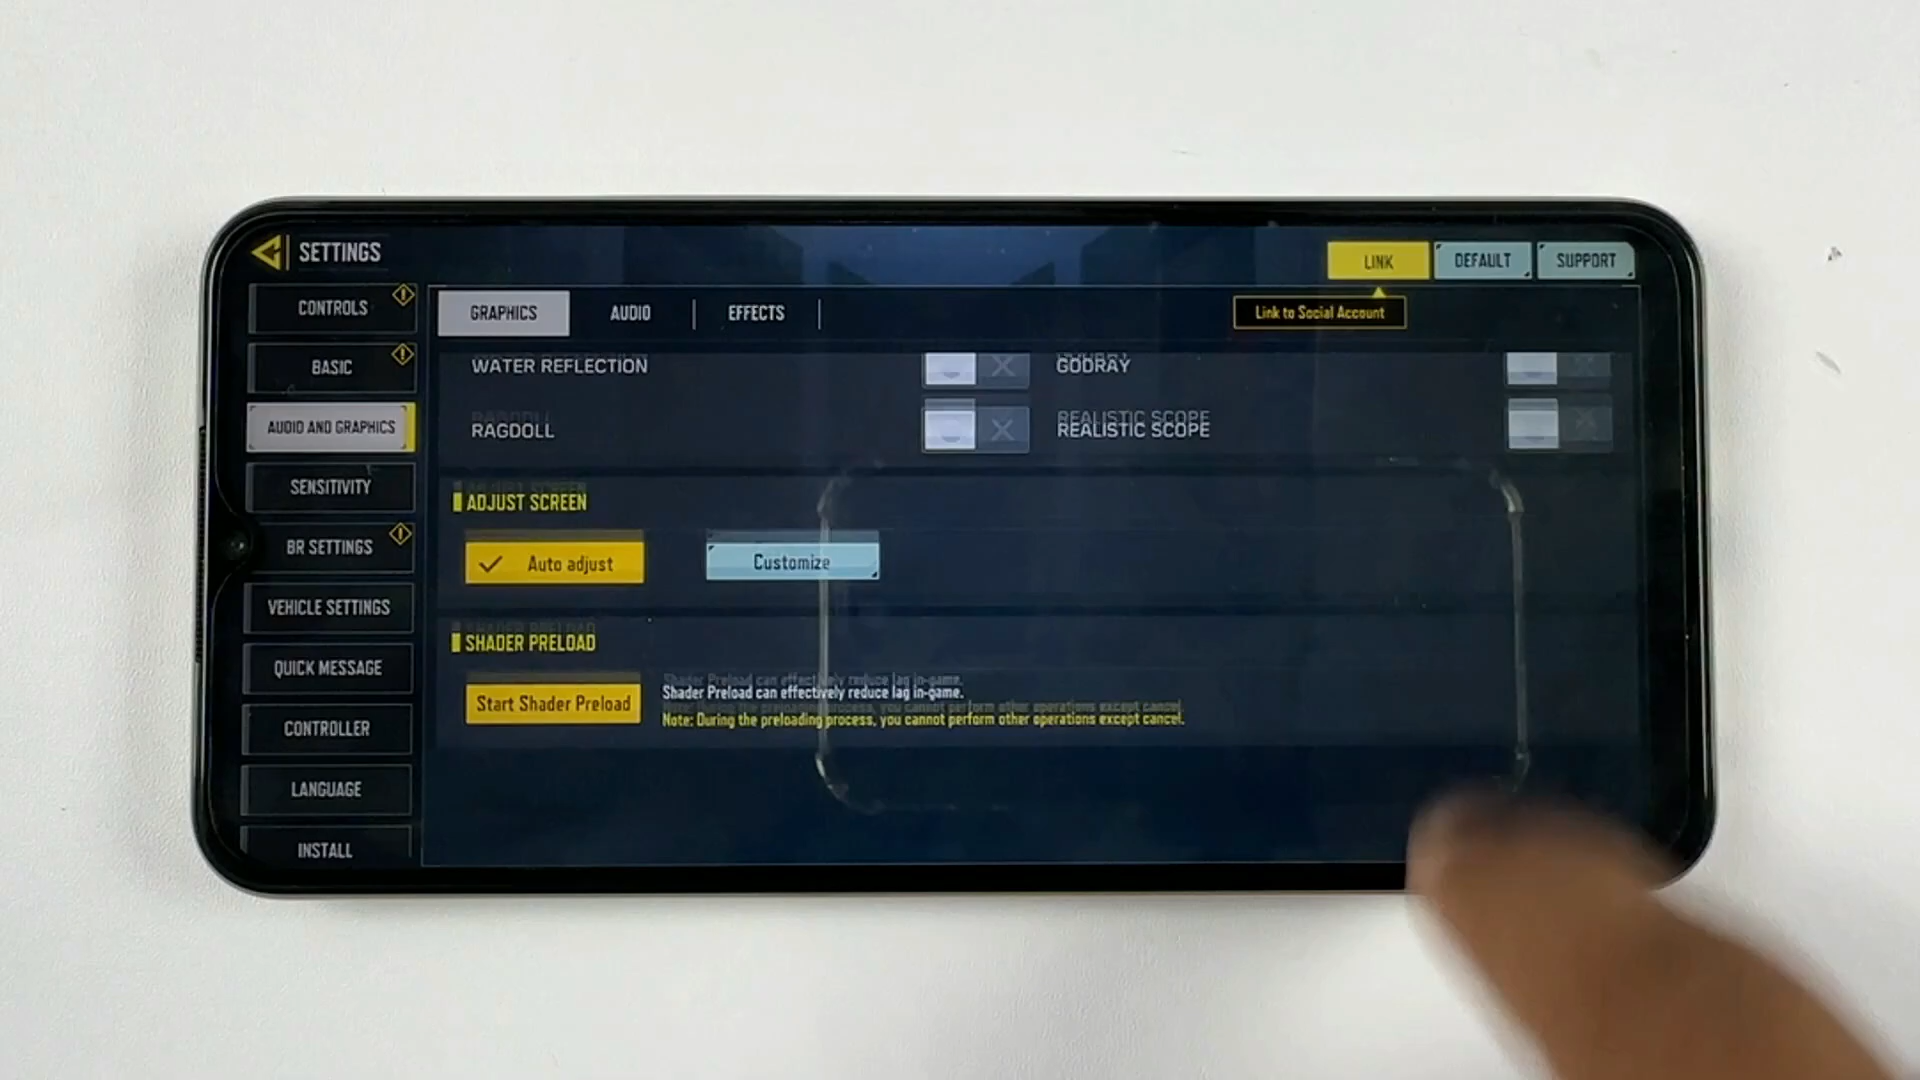 SETTINGS
LINK
DEFAULT
SUPPORT
Link to Social Account
CONTROLS
BASIC
AUDIO AND GRAPHICS
SENSITIVITY
BR SETTINGS
VEHICLE SETTINGS
QUICK MESSAGE
CONTROLLER
LANGUAGE
INSTALL
GRAPHICS
AUDIO
EFFECTS
WATER REFLECTION
GODRAY
RAGDOLL
REALISTIC SCOPE
ADJUST SCREEN
Auto adjust
Customize
SHADER PRELOAD
Start Shader Preload
Shader Preload can effectively reduce lag in-game.
Note: During the preloading process, you cannot perform other operations except cancel.